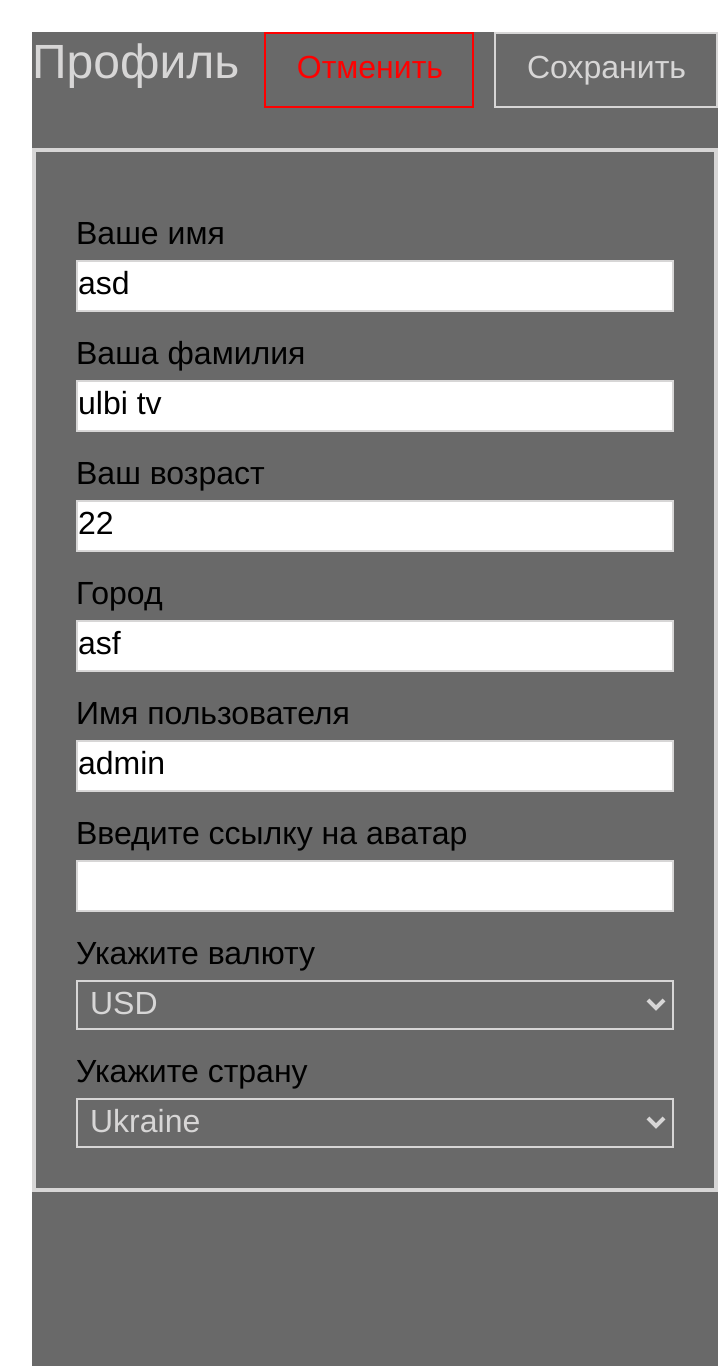 Профиль
Отменить
Сохранить
Ваше имя
asd
Ваша фамилия
ulbi tv
Ваш возраст
22
Город
asf
Имя пользователя
admin
Введите ссылку на аватар
Укажите валюту
USD
Укажите страну
Ukraine